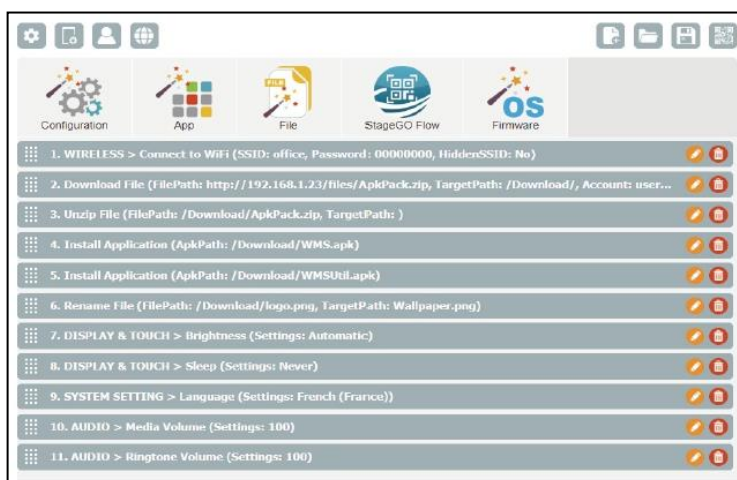 FILE
OS
Configuration
App
File
StageGO Flow
Firmware
1. WIRELESS > Connect to WiFi (SSID: office, Password: 00000000, HiddenSSID: No)
2. Download File (FilePath: http://192.168.1.23/files/ApkPack.zip, TargetPath: /Download/, Account: user...
3. Unzip File (FilePath: /Download/ApkPack.zip, TargetPath: )
4. Install Application (ApkPath: /Download/WMS.apk)
5. Install Application (ApkPath: /Download/WMSUtil.apk)
6. Rename File (FilePath: /Download/logo.png, TargetPath: Wallpaper.png)
7. DISPLAY & TOUCH > Brightness (Settings: Automatic)
8. DISPLAY & TOUCH > Sleep (Settings: Never)
9. SYSTEM SETTING > Language (Settings: French (France))
10. AUDIO > Media Volume (Settings: 100)
11. AUDIO > Ringtone Volume (Settings: 100)